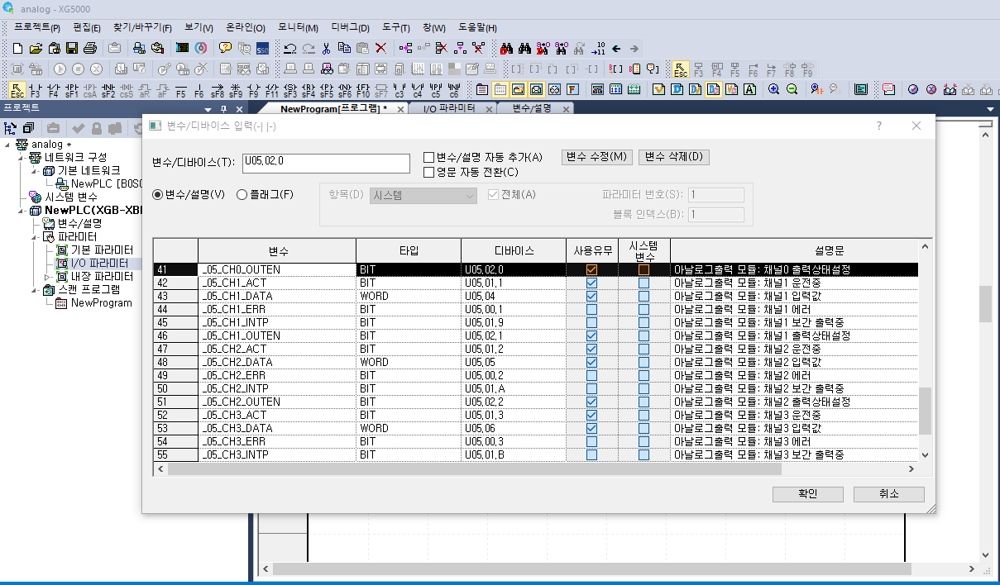 analog - XG5000
프로젝트(P) 편집(E) 찾기/바꾸기(F) 보기(V) 온라인(O) 모니터(M) 디버그(D) 도구(T) 창(W) 도움말(H)
Esc F3 F4 F5 F6 F7 F8 F9
Esc F3 F4 sF1 csA sF2 csS aR aF F5 F6 sF8 sF9 F9 F11 sF3 sF4 sF5 sF6 F10 sF7 c3 c4 c5 c6
프로젝트
NewProgram[프로그램] * I/O 파라미터 변수/설명
analog *
네트워크 구성
기본 네트워크
NewPLC [B0S0
시스템 변수
NewPLC(XGB-XB
변수/설명
파라미터
기본 파라미터
I/O 파라미터
내장 파라미터
스캔 프로그램
NewProgram
변수/디바이스 입력(-| |-)
변수/디바이스(T): U05.02.0
변수/설명 자동 추가(A)
영문 자동 전환(C)
변수 수정(M) 변수 삭제(D)
변수/설명(V) 플래그(F)
항목(D) 시스템 전체(A) 파라미터 번호(S): 1
블록 인덱스(B): 1
변수 타입 디바이스 사용유무 시스템 변수 설명문
41 _05_CH0_OUTEN BIT U05.02.0 아날로그출력 모듈: 채널0 출력상태설정
42 _05_CH1_ACT BIT U05.01.1 아날로그출력 모듈: 채널1 운전중
43 _05_CH1_DATA WORD U05.04 아날로그출력 모듈: 채널1 입력값
44 _05_CH1_ERR BIT U05.00.1 아날로그출력 모듈: 채널1 에러
45 _05_CH1_INTP BIT U05.01.9 아날로그출력 모듈: 채널1 보간 출력중
46 _05_CH1_OUTEN BIT U05.02.1 아날로그출력 모듈: 채널1 출력상태설정
47 _05_CH2_ACT BIT U05.01.2 아날로그출력 모듈: 채널2 운전중
48 _05_CH2_DATA WORD U05.05 아날로그출력 모듈: 채널2 입력값
49 _05_CH2_ERR BIT U05.00.2 아날로그출력 모듈: 채널2 에러
50 _05_CH2_INTP BIT U05.01.A 아날로그출력 모듈: 채널2 보간 출력중
51 _05_CH2_OUTEN BIT U05.02.2 아날로그출력 모듈: 채널2 출력상태설정
52 _05_CH3_ACT BIT U05.01.3 아날로그출력 모듈: 채널3 운전중
53 _05_CH3_DATA WORD U05.06 아날로그출력 모듈: 채널3 입력값
54 _05_CH3_ERR BIT U05.00.3 아날로그출력 모듈: 채널3 에러
55 _05_CH3_INTP BIT U05.01.B 아날로그출력 모듈: 채널3 보간 출력중
확인 취소